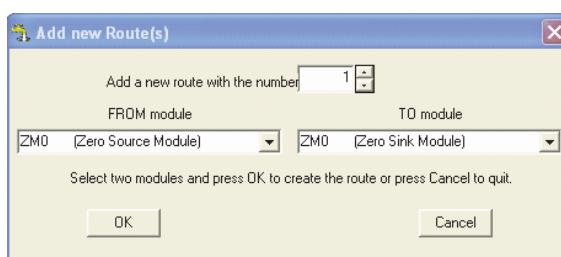 Add new Route(s)
Add a new route with the number 1
FROM module TO module
ZM0 (Zero Source Module) ZM0 (Zero Sink Module)
Select two modules and press OK to create the route or press Cancel to quit.
OK Cancel